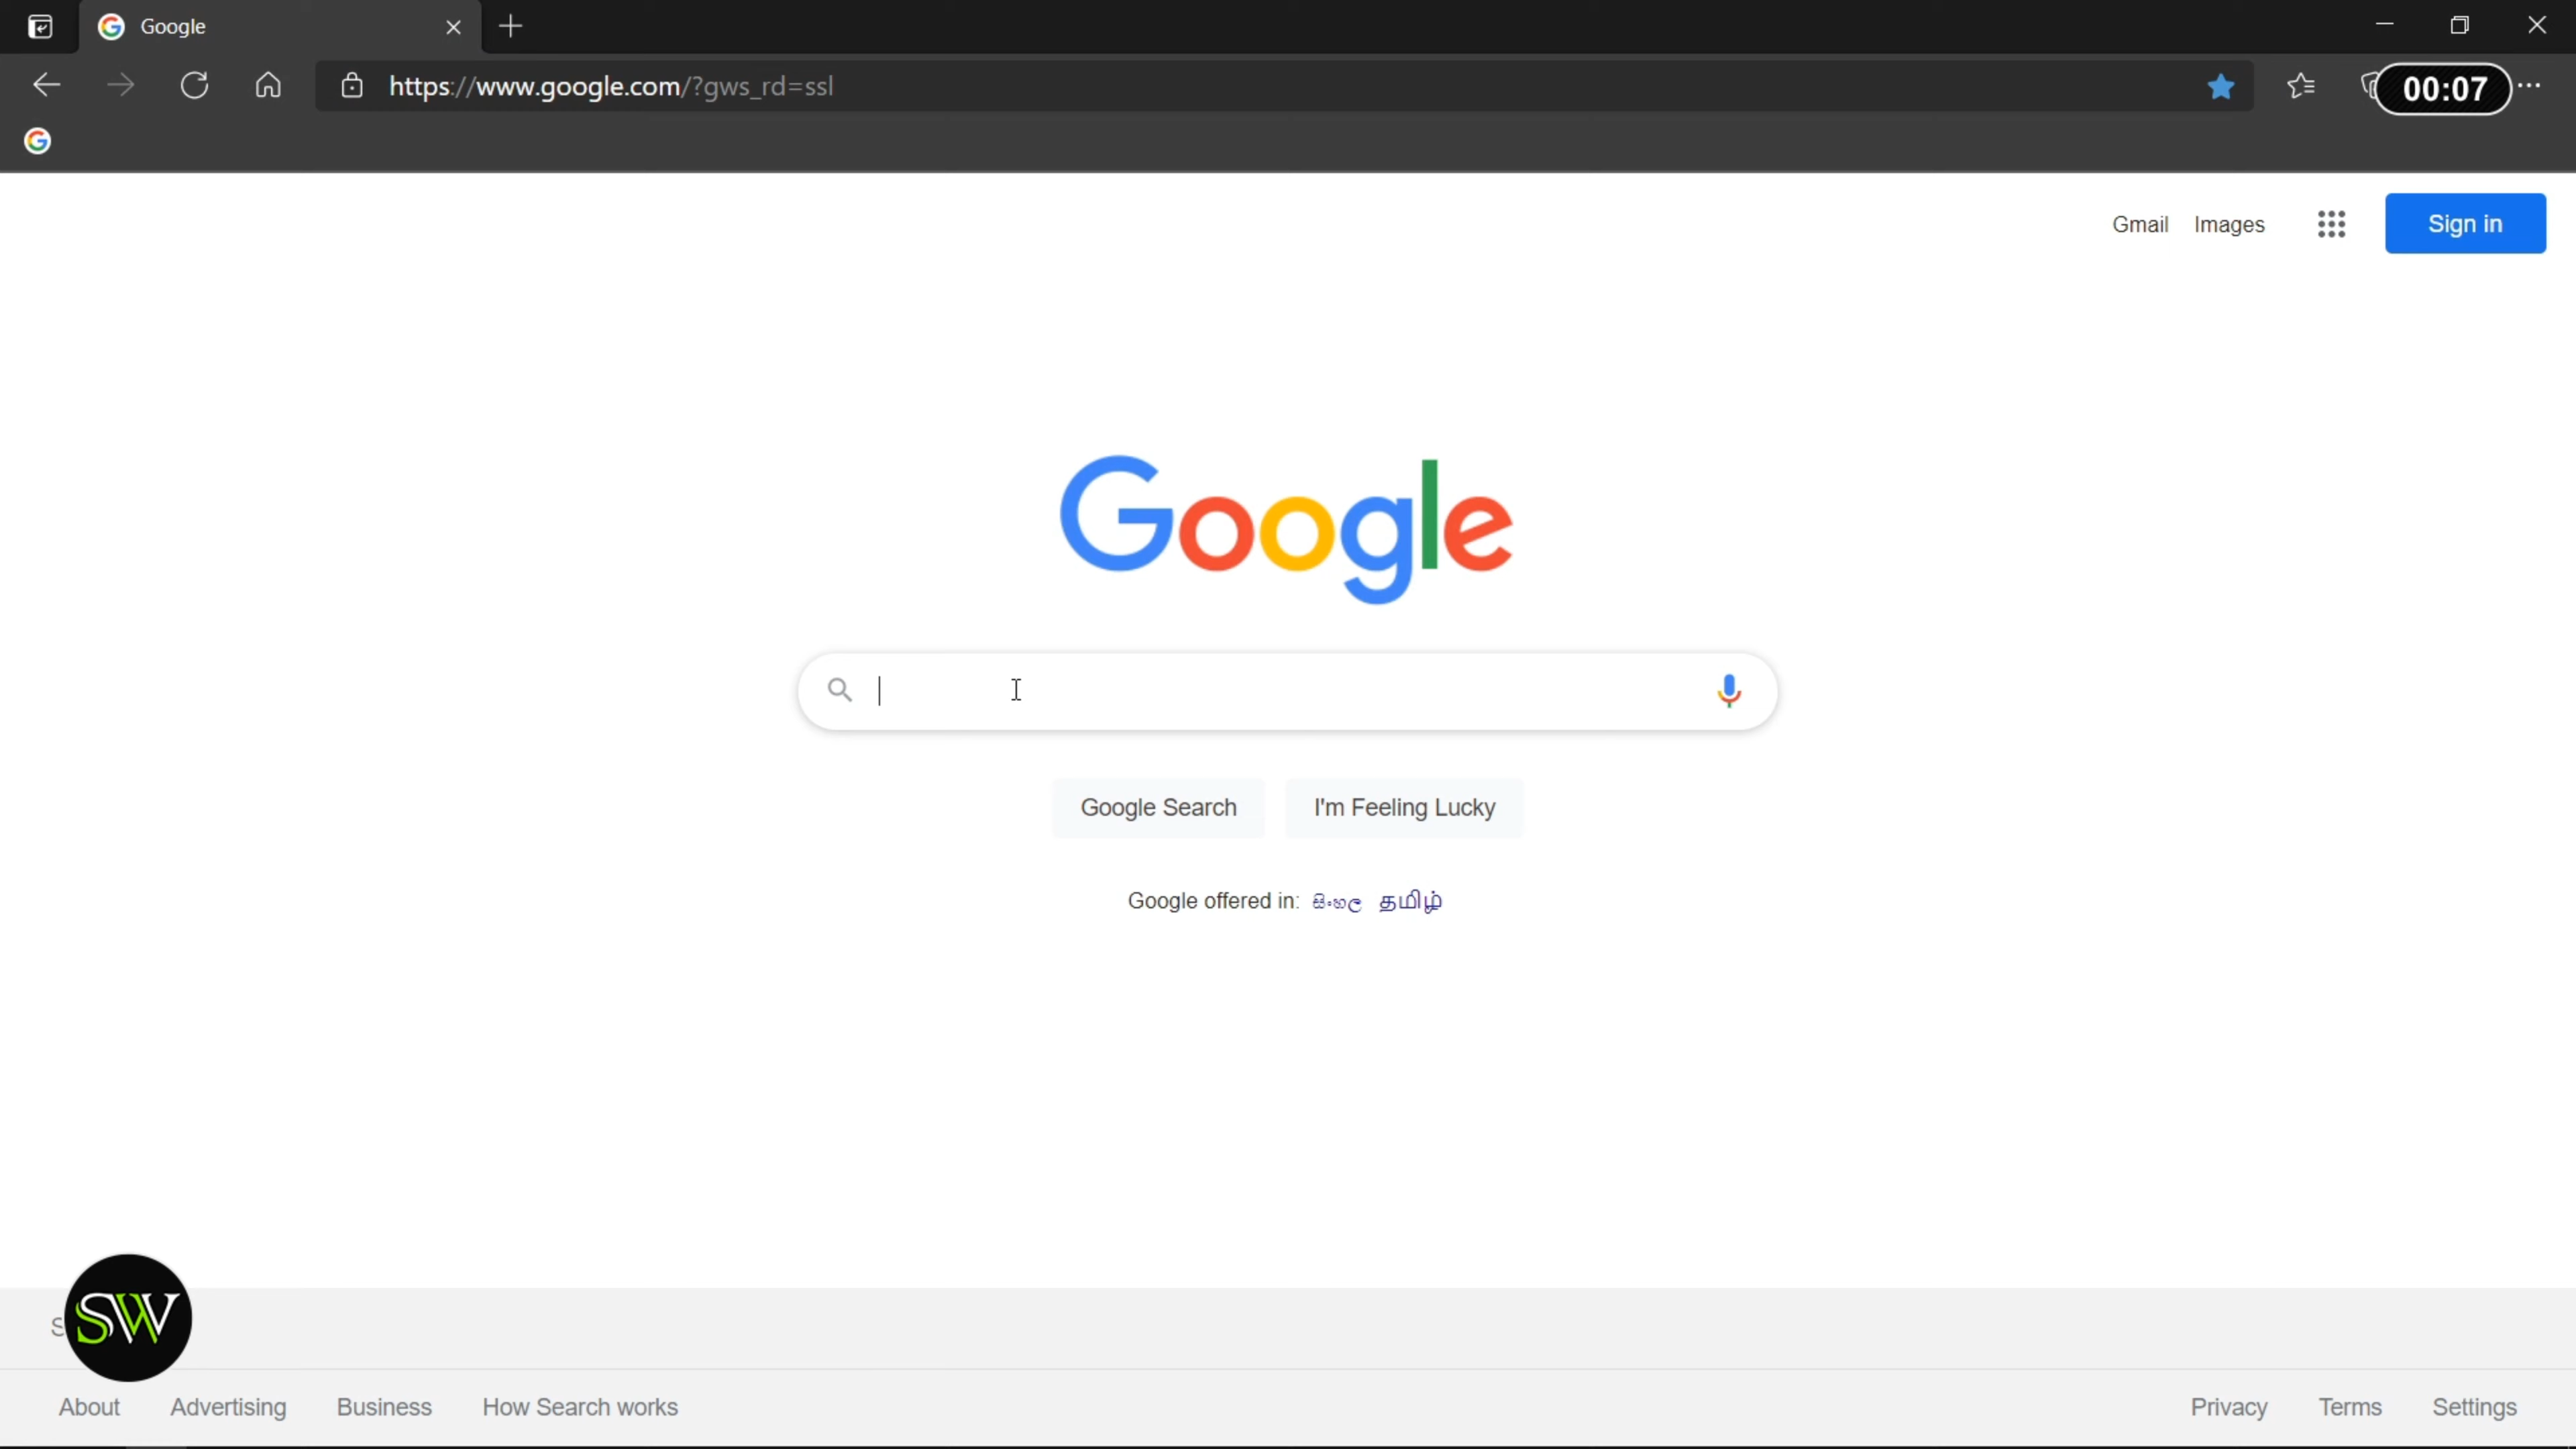 Google
https://www.google.com/?gws_rd=ssl
00:07
Gmail Images Sign in
Google
Google Search I'm Feeling Lucky
Google offered in: සිංහල தமிழ்
SW
About Advertising Business How Search works Privacy Terms Settings